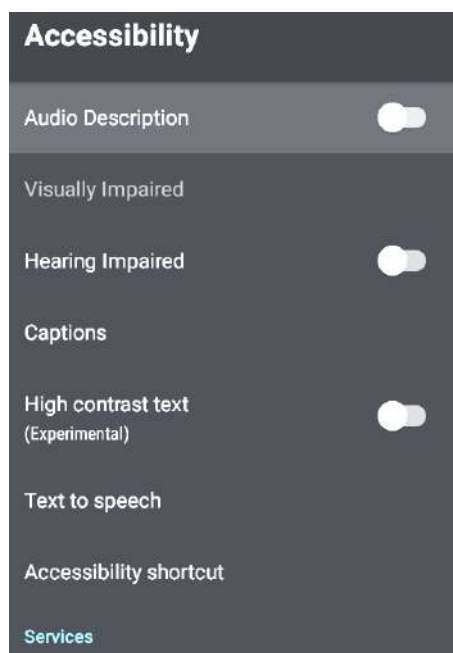 Accessibility
Audio Description
Visually Impaired
Hearing Impaired
Captions
High contrast text
(Experimental)
Text to speech
Accessibility shortcut
Services